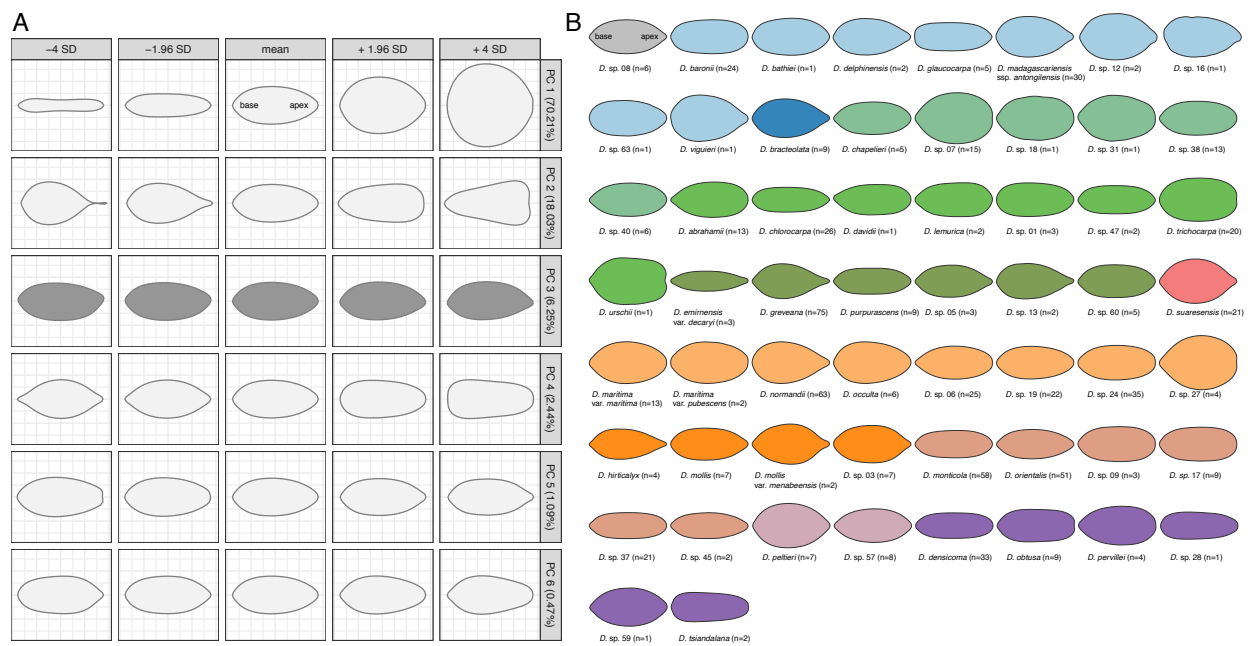 A
−4 SD
−1.96 SD
mean
+ 1.96 SD
+ 4 SD
base
apex
PC 1 (70.21%)
PC 2 (18.03%)
PC 3 (6.25%)
PC 4 (2.44%)
PC 5 (1.09%)
PC 6 (0.47%)
B
base
apex
D. sp. 08 (n=6)
D. baronii (n=24)
D. bathiei (n=1)
D. delphinensis (n=2)
D. glaucocarpa (n=5)
D. madagascariensis
ssp. antongilensis (n=30)
D. sp. 12 (n=2)
D. sp. 16 (n=1)
D. sp. 63 (n=1)
D. viguieri (n=1)
D. bracteolata (n=9)
D. chapelieri (n=5)
D. sp. 07 (n=15)
D. sp. 18 (n=1)
D. sp. 31 (n=1)
D. sp. 38 (n=13)
D. sp. 40 (n=6)
D. abrahamii (n=13)
D. chlorocarpa (n=26)
D. davidii (n=1)
D. lemurica (n=2)
D. sp. 01 (n=3)
D. sp. 47 (n=2)
D. trichocarpa (n=20)
D. urschii (n=1)
D. emirnensis
var. decaryi (n=3)
D. greveana (n=75)
D. purpurascens (n=9)
D. sp. 05 (n=3)
D. sp. 13 (n=2)
D. sp. 60 (n=5)
D. suaresensis (n=21)
D. maritima
var. maritima (n=13)
D. maritima
var. pubescens (n=2)
D. normandii (n=63)
D. occulta (n=6)
D. sp. 06 (n=25)
D. sp. 19 (n=22)
D. sp. 24 (n=35)
D. sp. 27 (n=4)
D. hirticalyx (n=4)
D. mollis (n=7)
D. mollis
var. menabeensis (n=2)
D. sp. 03 (n=7)
D. monticola (n=58)
D. orientalis (n=51)
D. sp. 09 (n=3)
D. sp. 17 (n=9)
D. sp. 37 (n=21)
D. sp. 45 (n=2)
D. peltieri (n=7)
D. sp. 57 (n=8)
D. densicoma (n=33)
D. obtusa (n=9)
D. pervillei (n=4)
D. sp. 28 (n=1)
D. sp. 59 (n=1)
D. tsiandalana (n=2)